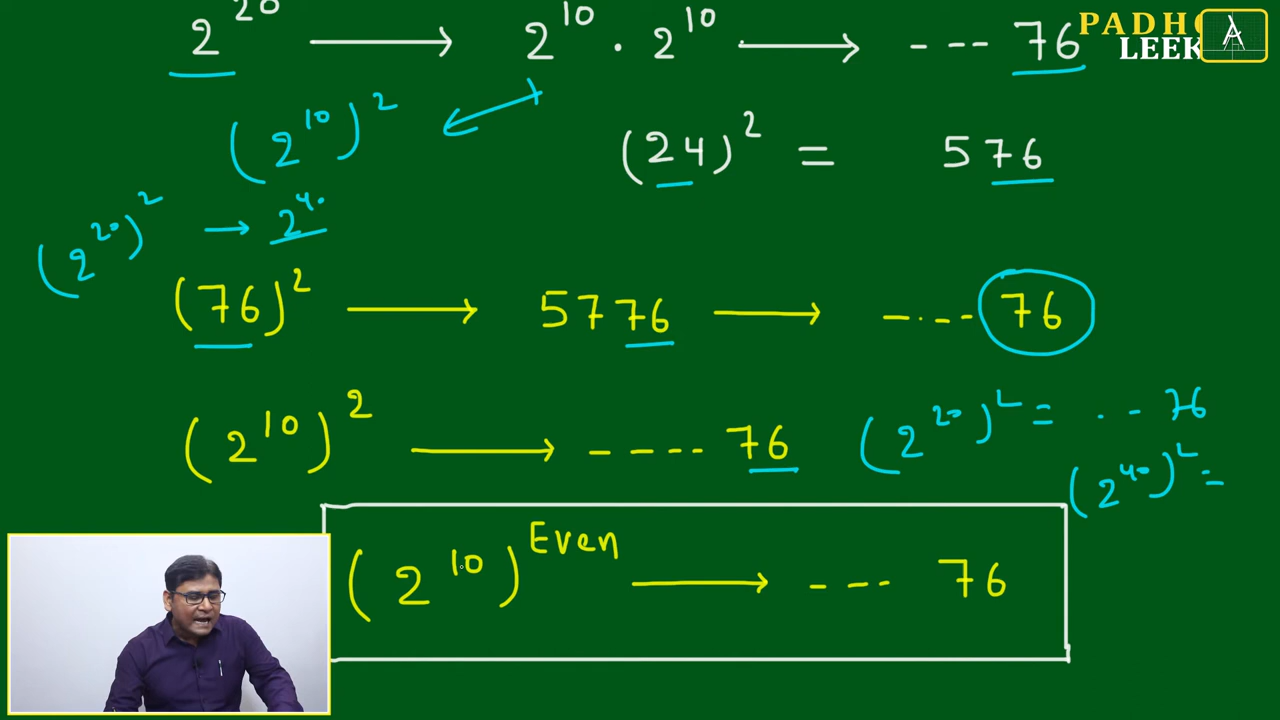 2^20 → 2^10 · 2^10 → --- 76
PADHO
LEEK
(2^10)^2
(24)^2 = 576
(2^20)^2 → 2^40
(76)^2 → 5776 → ---- 76
(2^10)^2 → ---- 76
(2^20)^2 = -- 76
(2^40)^2 =
(2^10)^Even → --- 76